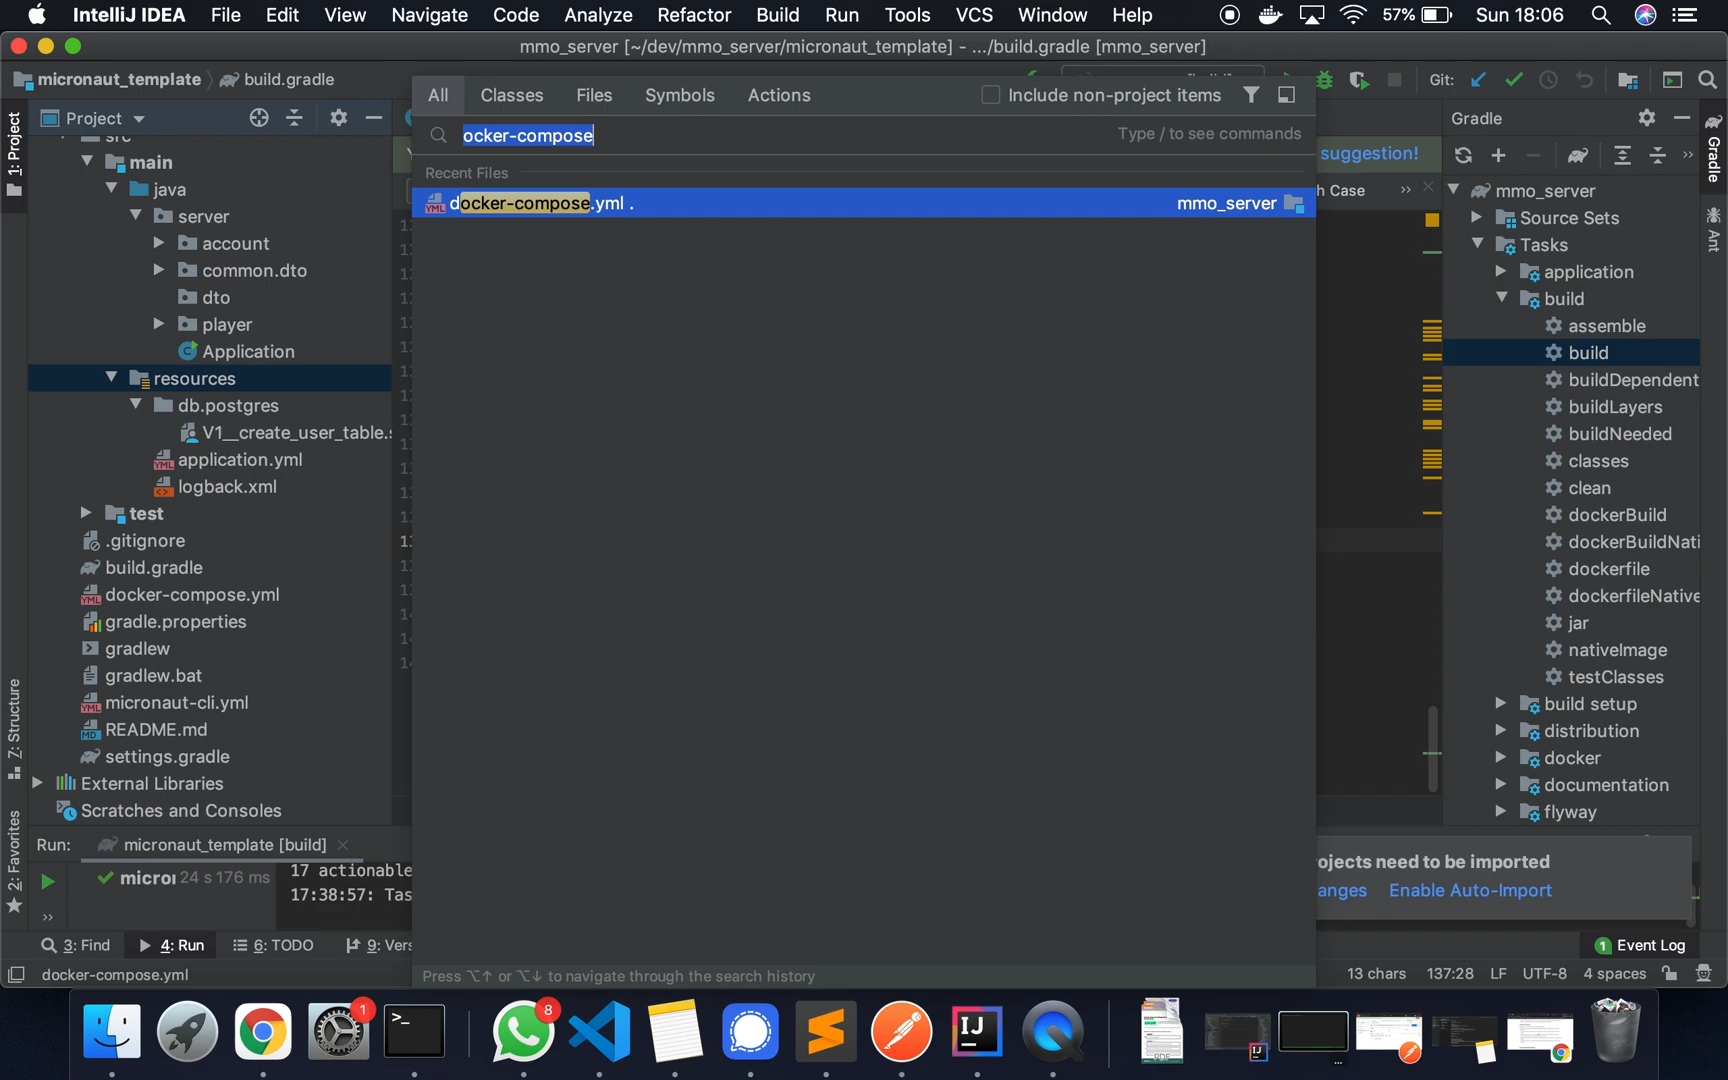 IntelliJ IDEA File Edit View Navigate Code Analyze Refactor Build Run Tools VCS Window Help 57% Sun 18:06
mmo_server [~/dev/mmo_server/micronaut_template] - .../build.gradle [mmo_server]
micronaut_template build.gradle Git:
All Classes Files Symbols Actions Include non-project items
Project
ocker-compose
Type / to see commands
Recent Files
docker-compose.yml .
mmo_server
suggestion!
h Case
Gradle
1: Project
Z: Structure
2: Favorites
Gradle
Ant
src
main
java
server
account
common.dto
dto
player
Application
resources
db.postgres
V1__create_user_table.s
application.yml
logback.xml
test
.gitignore
build.gradle
docker-compose.yml
gradle.properties
gradlew
gradlew.bat
micronaut-cli.yml
README.md
settings.gradle
External Libraries
Scratches and Consoles
mmo_server
Source Sets
Tasks
application
build
assemble
build
buildDependent
buildLayers
buildNeeded
classes
clean
dockerBuild
dockerBuildNati
dockerfile
dockerfileNative
jar
nativeImage
testClasses
build setup
distribution
docker
documentation
flyway
Run: micronaut_template [build]
micror 24 s 176 ms
17 actionable
17:38:57: Tas
ojects need to be imported
anges Enable Auto-Import
3: Find 4: Run 6: TODO 9: Vers
1 Event Log
Press ⌥↑ or ⌥↓ to navigate through the search history
docker-compose.yml
13 chars 137:28 LF UTF-8 4 spaces
1
8
IJ